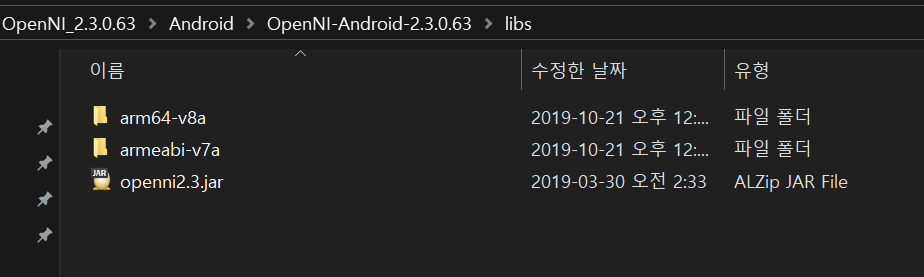 OpenNI_2.3.0.63 > Android > OpenNI-Android-2.3.0.63 > libs
이름 수정한 날짜 유형
arm64-v8a 2019-10-21 오후 12:... 파일 폴더
armeabi-v7a 2019-10-21 오후 12:... 파일 폴더
JAR openni2.3.jar 2019-03-30 오전 2:33 ALZip JAR File